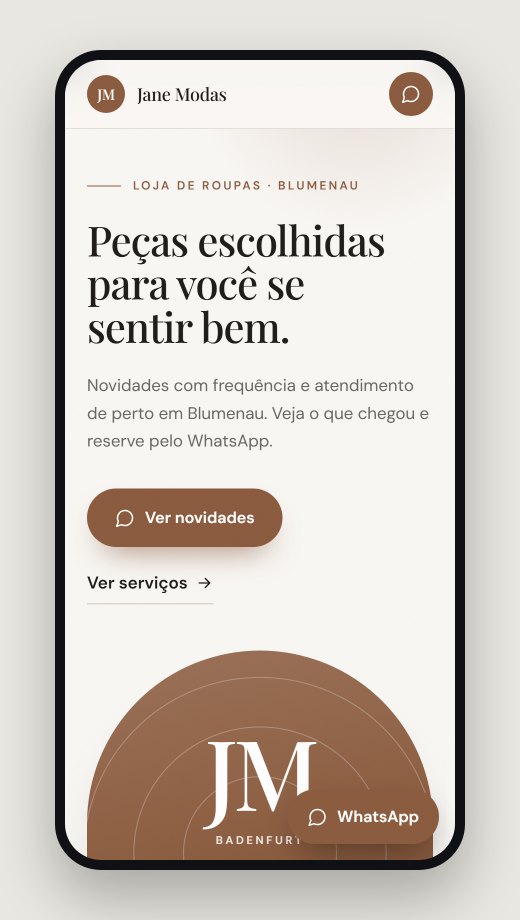 JM Jane Modas
LOJA DE ROUPAS · BLUMENAU
Peças escolhidas
para você se
sentir bem.
Novidades com frequência e atendimento
de perto em Blumenau. Veja o que chegou e
reserve pelo WhatsApp.
Ver novidades
Ver serviços →
JM
WhatsApp